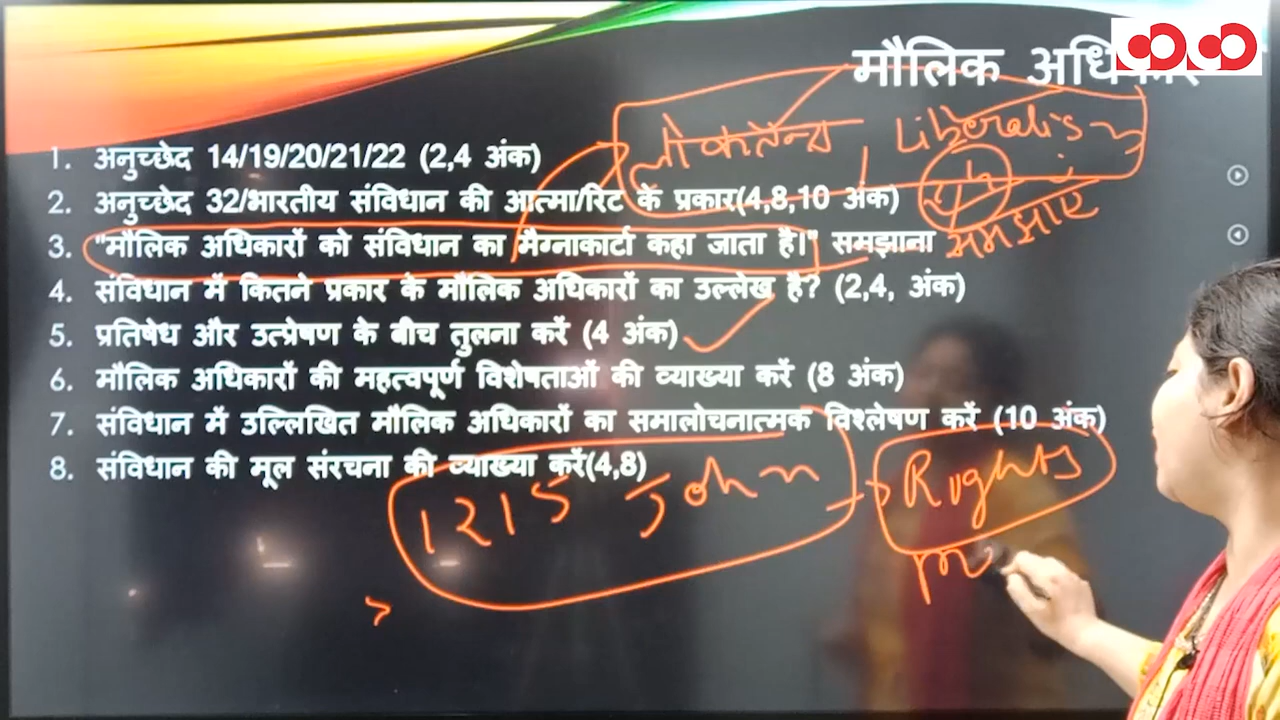 मौलिक अधिकार
लोकतंत्र, Liberalism
1. अनुच्छेद 14/19/20/21/22 (2,4 अंक)
2. अनुच्छेद 32/भारतीय संविधान की आत्मा/रिट के प्रकार(4,8,10 अंक)
3. "मौलिक अधिकारों को संविधान का मैग्नाकार्टा कहा जाता है।" समझाना समझाए
4. संविधान में कितने प्रकार के मौलिक अधिकारों का उल्लेख है? (2,4, अंक)
5. प्रतिषेध और उत्प्रेषण के बीच तुलना करें (4 अंक)
6. मौलिक अधिकारों की महत्वपूर्ण विशेषताओं की व्याख्या करें (8 अंक)
7. संविधान में उल्लिखित मौलिक अधिकारों का समालोचनात्मक विश्लेषण करें (10 अंक)
8. संविधान की मूल संरचना की व्याख्या करें(4,8)
1215 John Rights